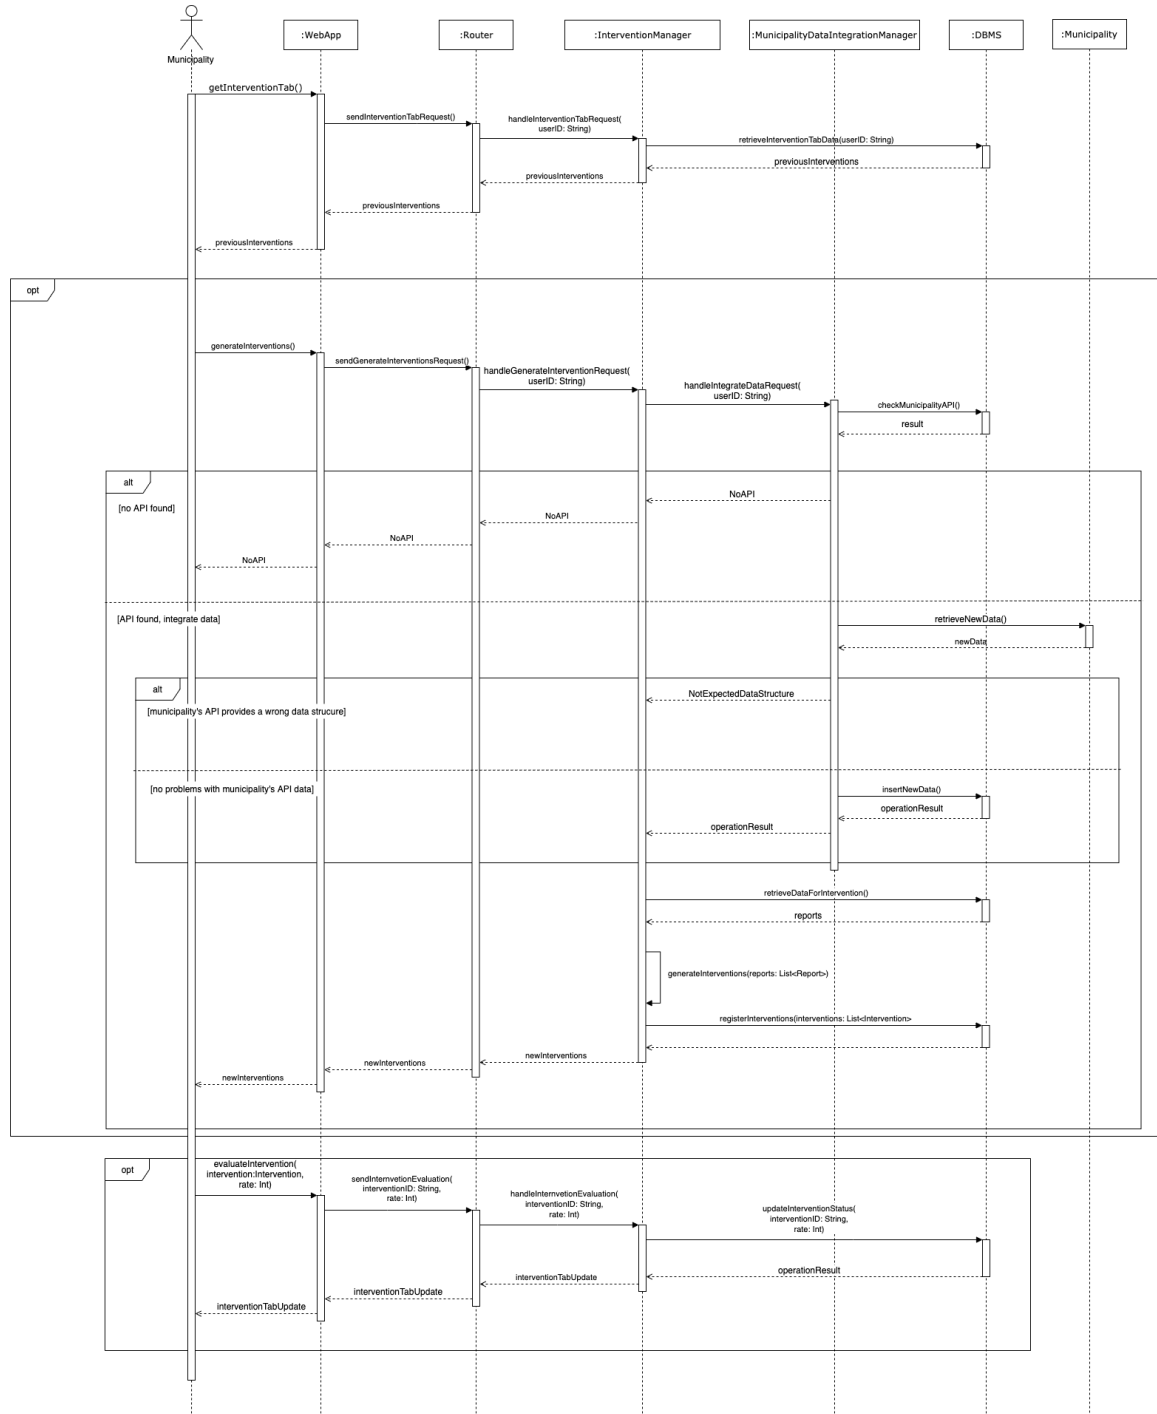 :WebApp
:Router
:InterventionManager
:MunicipalityDataIntegrationManager
:DBMS
:Municipality
Municipality
getInterventionTab()
sendInterventionTabRequest()
handleInterventionTabRequest(
userID: String)
retrieveInterventionTabData(userID: String)
previousInterventions
previousInterventions
previousInterventions
previousInterventions
opt
generateInterventions()
sendGenerateInterventionsRequest()
handleGenerateInterventionRequest(
userID: String)
handleIntegrateDataRequest(
userID: String)
checkMunicipalityAPI()
result
alt
[no API found]
NoAPI
NoAPI
NoAPI
NoAPI
[API found, integrate data]
retrieveNewData()
newData
alt
[municipality's API provides a wrong data strucure]
NotExpectedDataStructure
[no problems with municipality's API data]
insertNewData()
operationResult
operationResult
retrieveDataForIntervention()
reports
generateInterventions(reports: List<Report>)
registerInterventions(interventions: List<Intervention>
newInterventions
newInterventions
newInterventions
opt
evaluateIntervention(
intervention:Intervention,
rate: Int)
sendInternvetionEvaluation(
interventionID: String,
rate: Int)
handleInternvetionEvaluation(
interventionID: String,
rate: Int)
updateInterventionStatus(
interventionID: String,
rate: Int)
operationResult
interventionTabUpdate
interventionTabUpdate
interventionTabUpdate